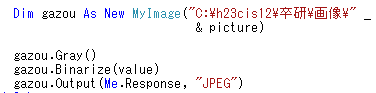 Dim gazou As New MyImage("C:\h23cis12\卒研\画像\" _
& picture)
gazou.Gray()
gazou.Binarize(value)
gazou.Output(Me.Response, "JPEG")